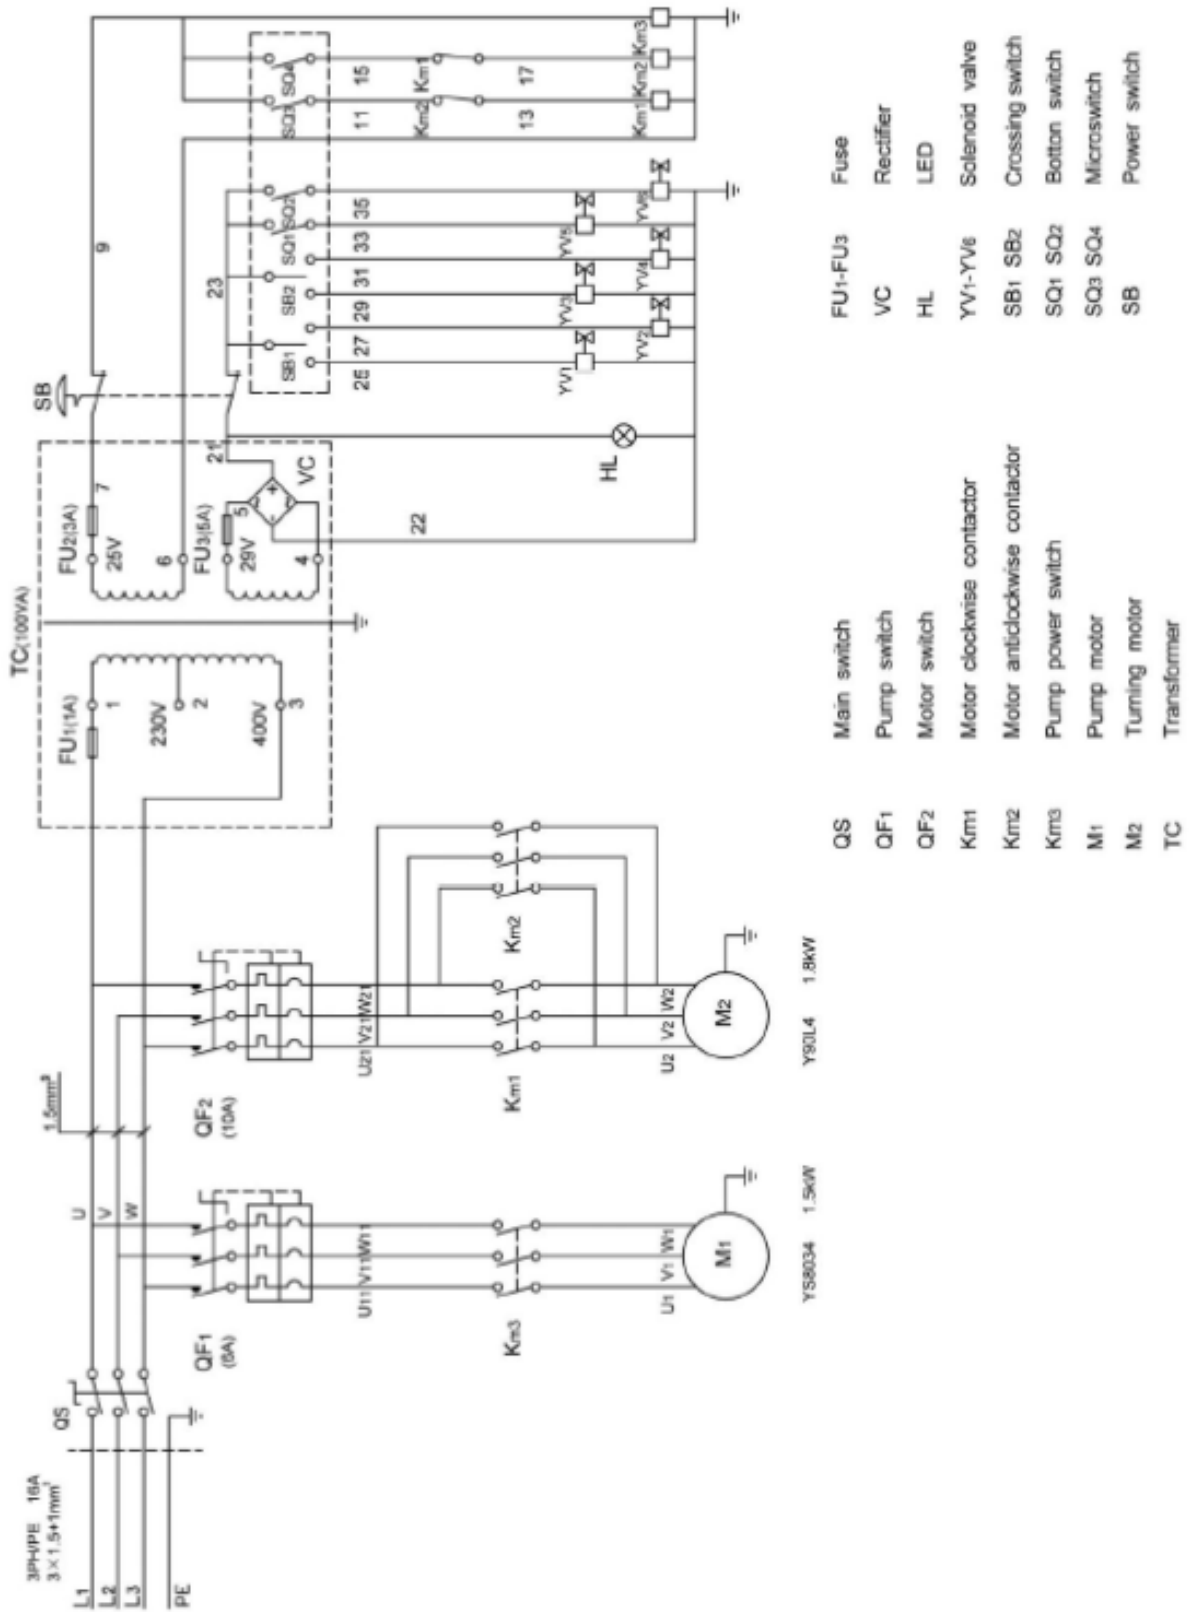 3PH/PE 16A
3×1.5+1mm
L1
L2
L3
PE
QS
U
V
W
1.5mm²
QF1
(6A)
U11 V11 W11
Km3
U1 V1 W1
M1
YS8034 1.5kW
QF2
(10A)
U21 V21 W21
Km1
Km2
U2 V2 W2
M2
Y90L4 1.8kW
TC(100VA)
FU1(1A)
1
230V
2
400V
3
FU2(3A)
25V
7
6
FU3(5A)
29V
5
4
VC
21
22
HL
SB
9
23
SB1
SB2
SQ1
SQ2
SQ3
SQ4
25
27
29
31
33
35
11
15
Km2
Km1
13
17
YV1
YV2
YV3
YV4
YV5
YV6
Km1
Km2
Km3
QS Main switch
QF1 Pump switch
QF2 Motor switch
Km1 Motor clockwise contactor
Km2 Motor anticlockwise contactor
Km3 Pump power switch
M1 Pump motor
M2 Turning motor
TC Transformer
FU1-FU3 Fuse
VC Rectifier
HL LED
YV1-YV6 Solenoid valve
SB1 SB2 Crossing switch
SQ1 SQ2 Botton switch
SQ3 SQ4 Microswitch
SB Power switch